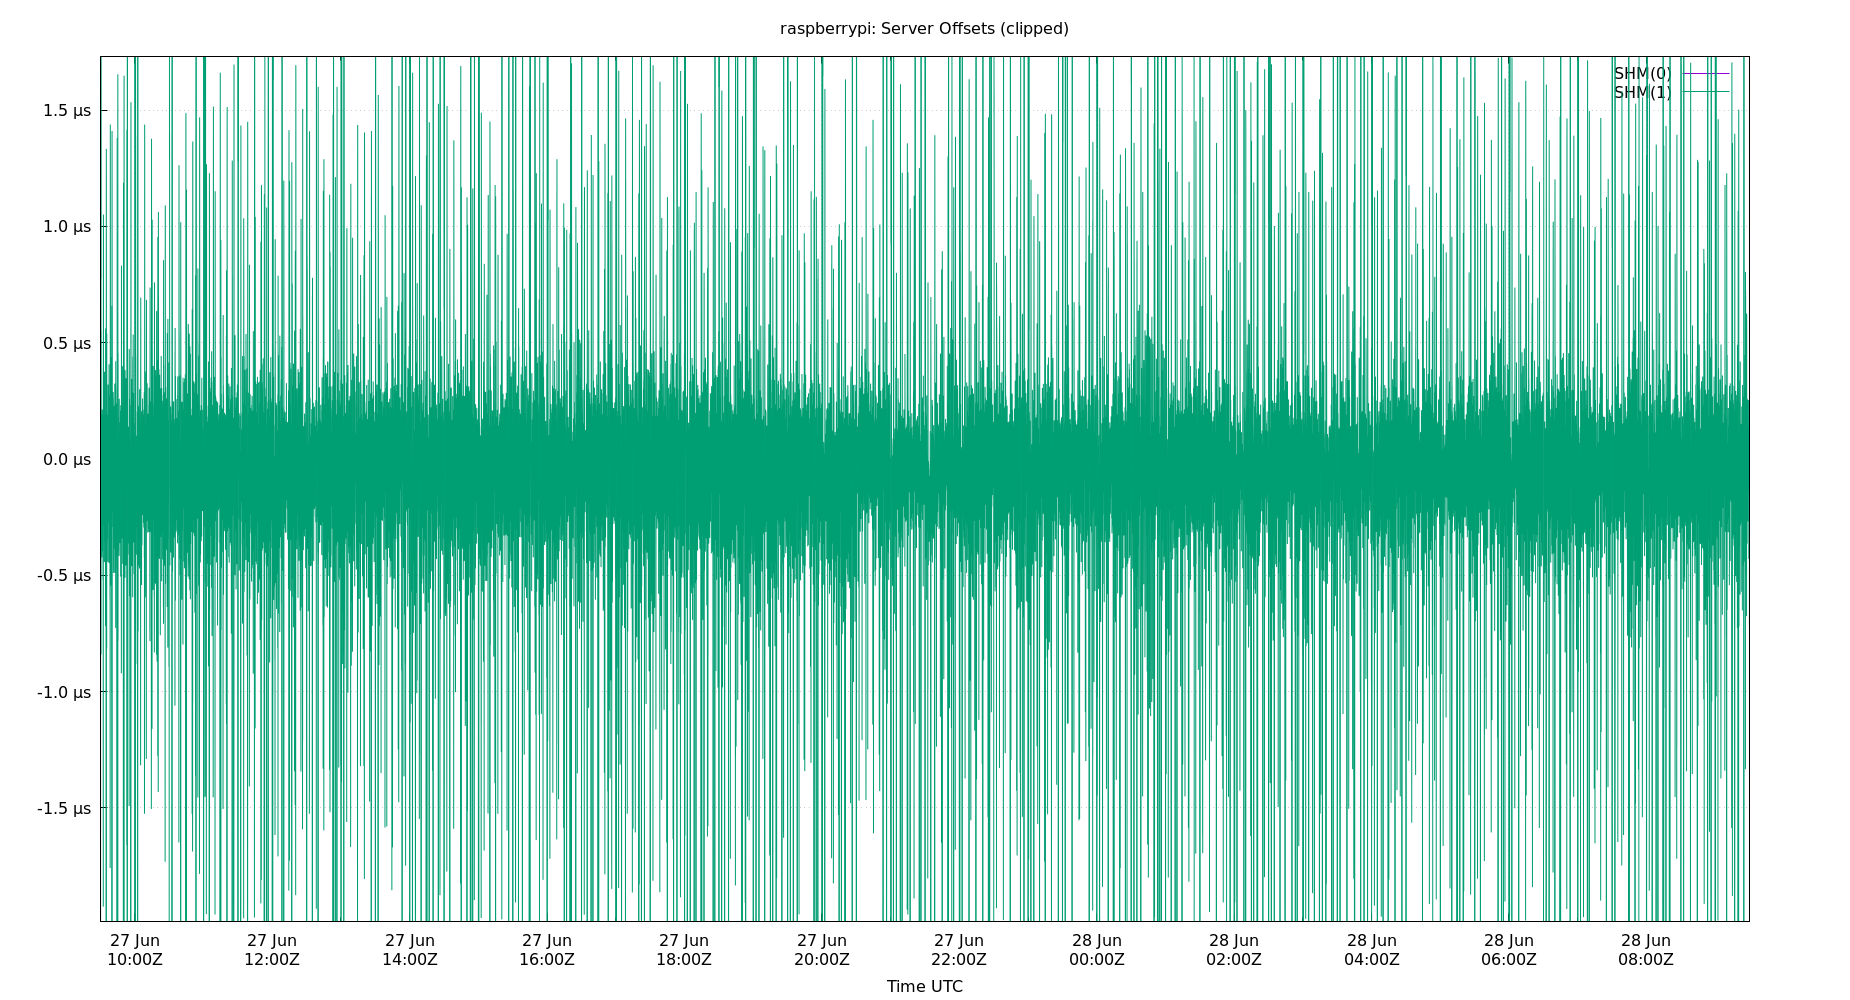 raspberrypi: Server Offsets (clipped)
SHM(0)
SHM(1)
1.5 µs
1.0 µs
0.5 µs
0.0 µs
-0.5 µs
-1.0 µs
-1.5 µs
27 Jun 27 Jun 27 Jun 27 Jun 27 Jun 27 Jun 27 Jun 28 Jun 28 Jun 28 Jun 28 Jun 28 Jun
10:00Z 12:00Z 14:00Z 16:00Z 18:00Z 20:00Z 22:00Z 00:00Z 02:00Z 04:00Z 06:00Z 08:00Z
Time UTC